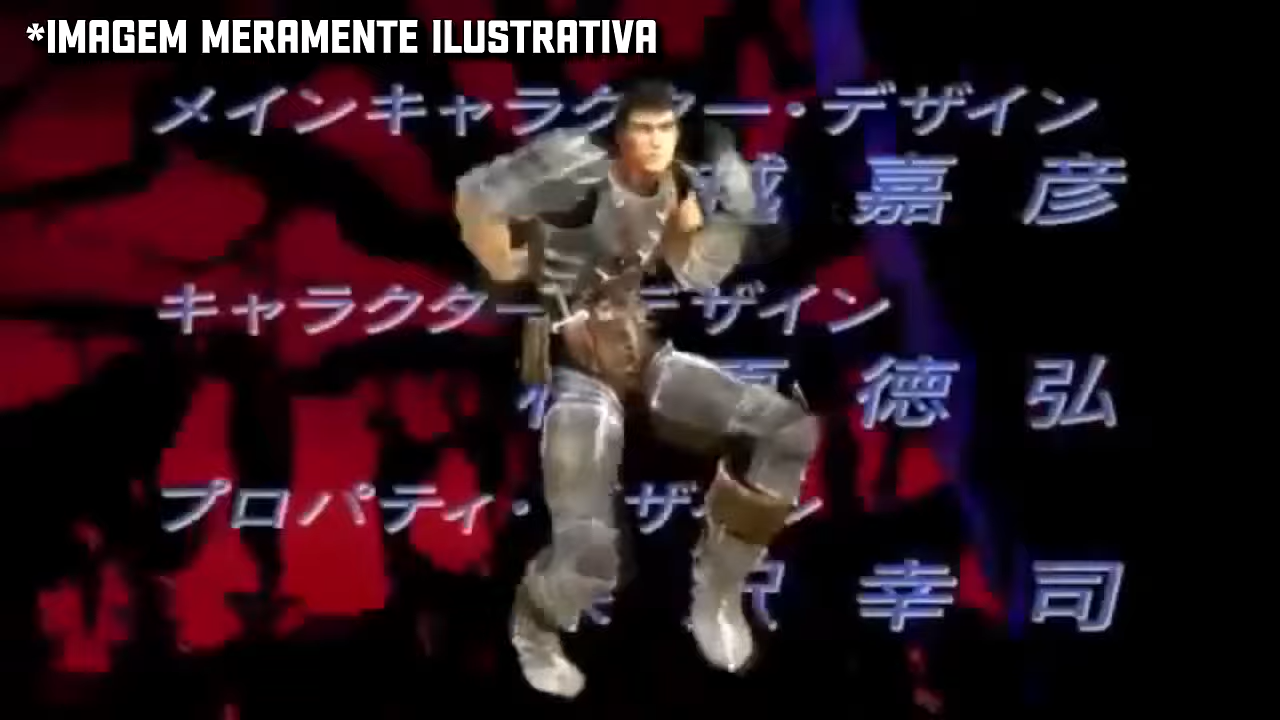 *IMAGEM MERAMENTE ILUSTRATIVA
メインキャラクター・デザイン
越 嘉 彦
キャラクター・デザイン
徳 弘
プロパティ・デザイン
幸 司